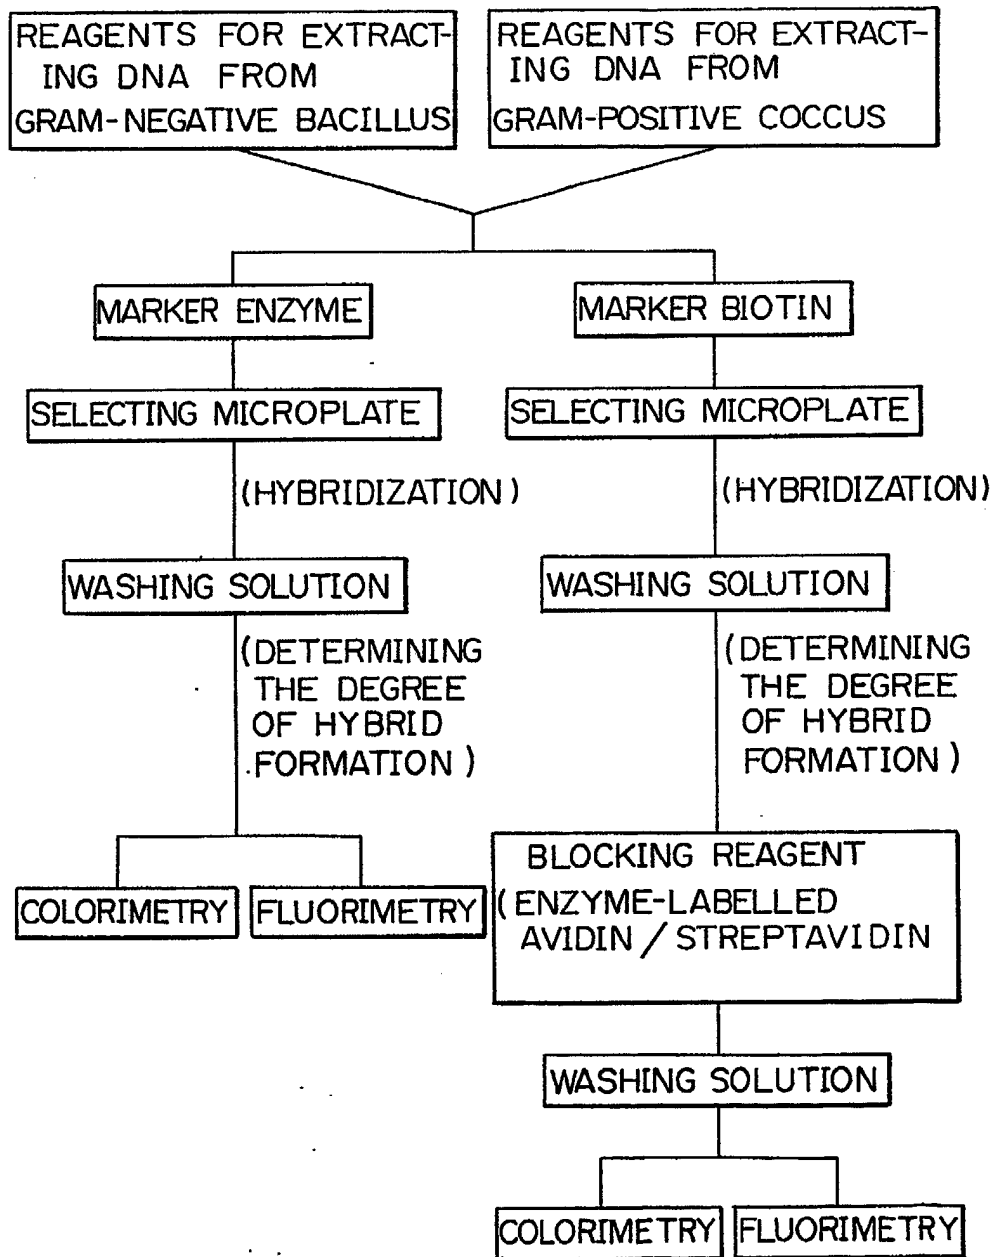 REAGENTS FOR EXTRACT-
ING DNA FROM
GRAM-NEGATIVE BACILLUS
REAGENTS FOR EXTRACT-
ING DNA FROM
GRAM-POSITIVE COCCUS
MARKER ENZYME
MARKER BIOTIN
SELECTING MICROPLATE
SELECTING MICROPLATE
(HYBRIDIZATION)
(HYBRIDIZATION)
WASHING SOLUTION
WASHING SOLUTION
(DETERMINING
THE DEGREE
OF HYBRID
FORMATION)
(DETERMINING
THE DEGREE
OF HYBRID
FORMATION)
COLORIMETRY
FLUORIMETRY
BLOCKING REAGENT
(ENZYME-LABELLED
AVIDIN / STREPTAVIDIN
WASHING SOLUTION
COLORIMETRY
FLUORIMETRY